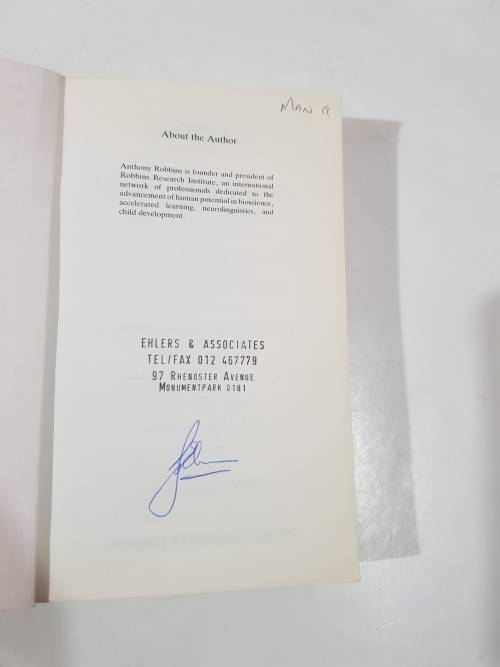 MAN 19
About the Author
Anthony Robbins is founder and president of
Robbins Research Institute, an international
network of professionals dedicated to the
advancement of human potential in bioscience,
accelerated learning, neurolinguistics, and
child development.
EHLERS & ASSOCIATES
TEL/FAX 012 467779
97 RHENOSTER AVENUE
MONUMENTPARK 0181